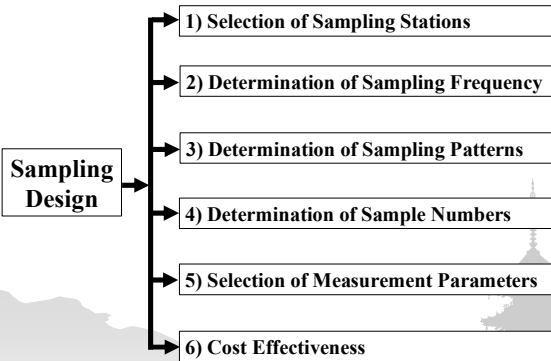 Sampling
Design
1) Selection of Sampling Stations
2) Determination of Sampling Frequency
3) Determination of Sampling Patterns
4) Determination of Sample Numbers
5) Selection of Measurement Parameters
6) Cost Effectiveness